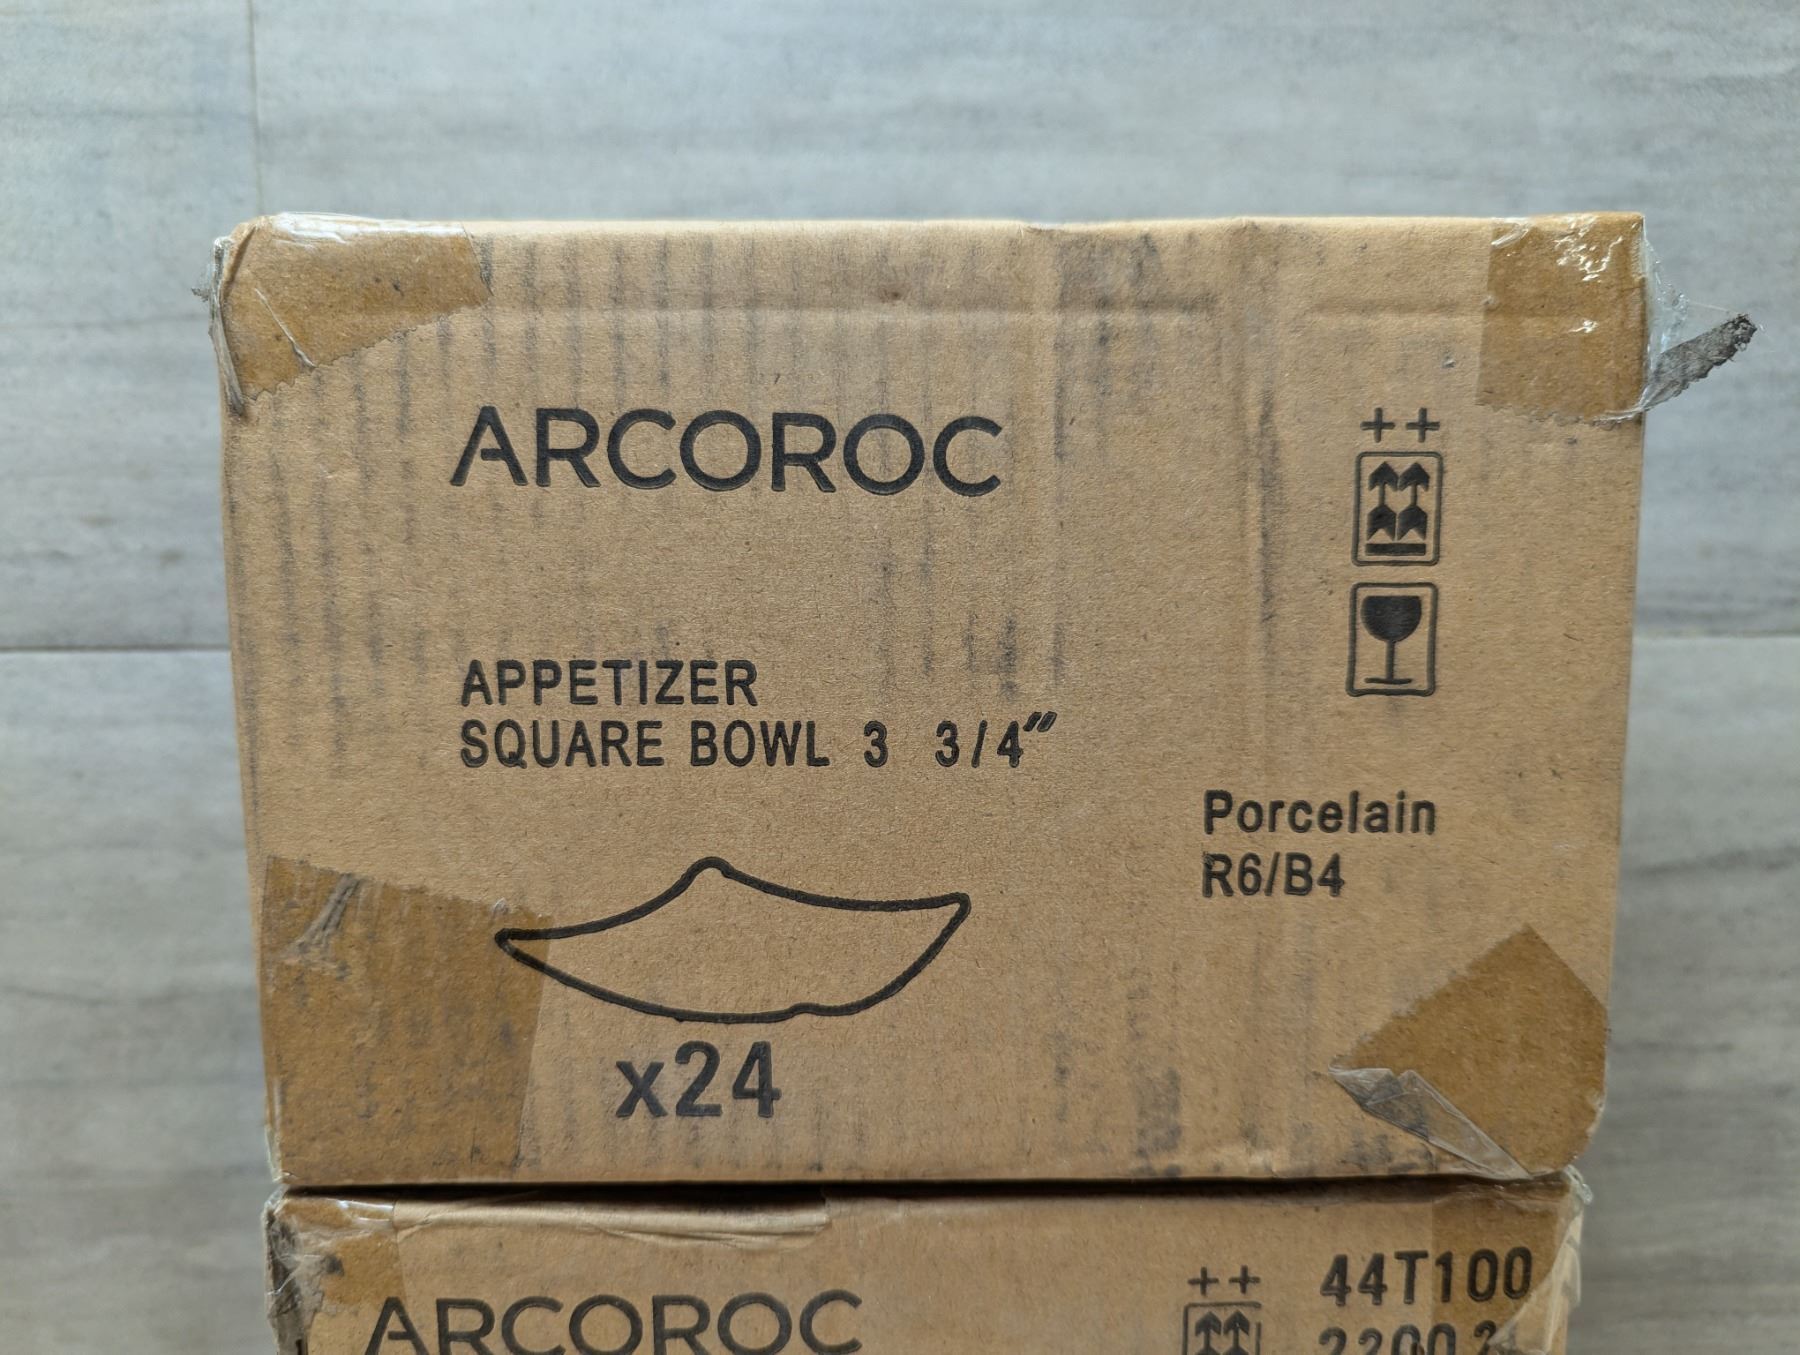 ARCOROC
++
APPETIZER
SQUARE BOWL 3 3/4"
Porcelain
R6/B4
x24
ARCOROC
++
44T100